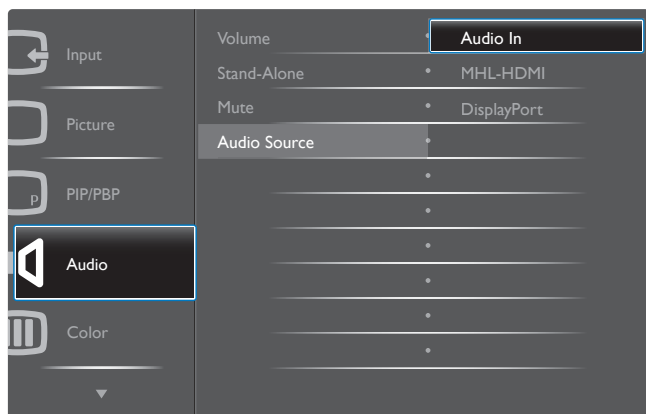 Input
Picture
P
PIP/PBP
Audio
Color
Volume
Stand-Alone
Mute
Audio Source
Audio In
MHL-HDMI
DisplayPort